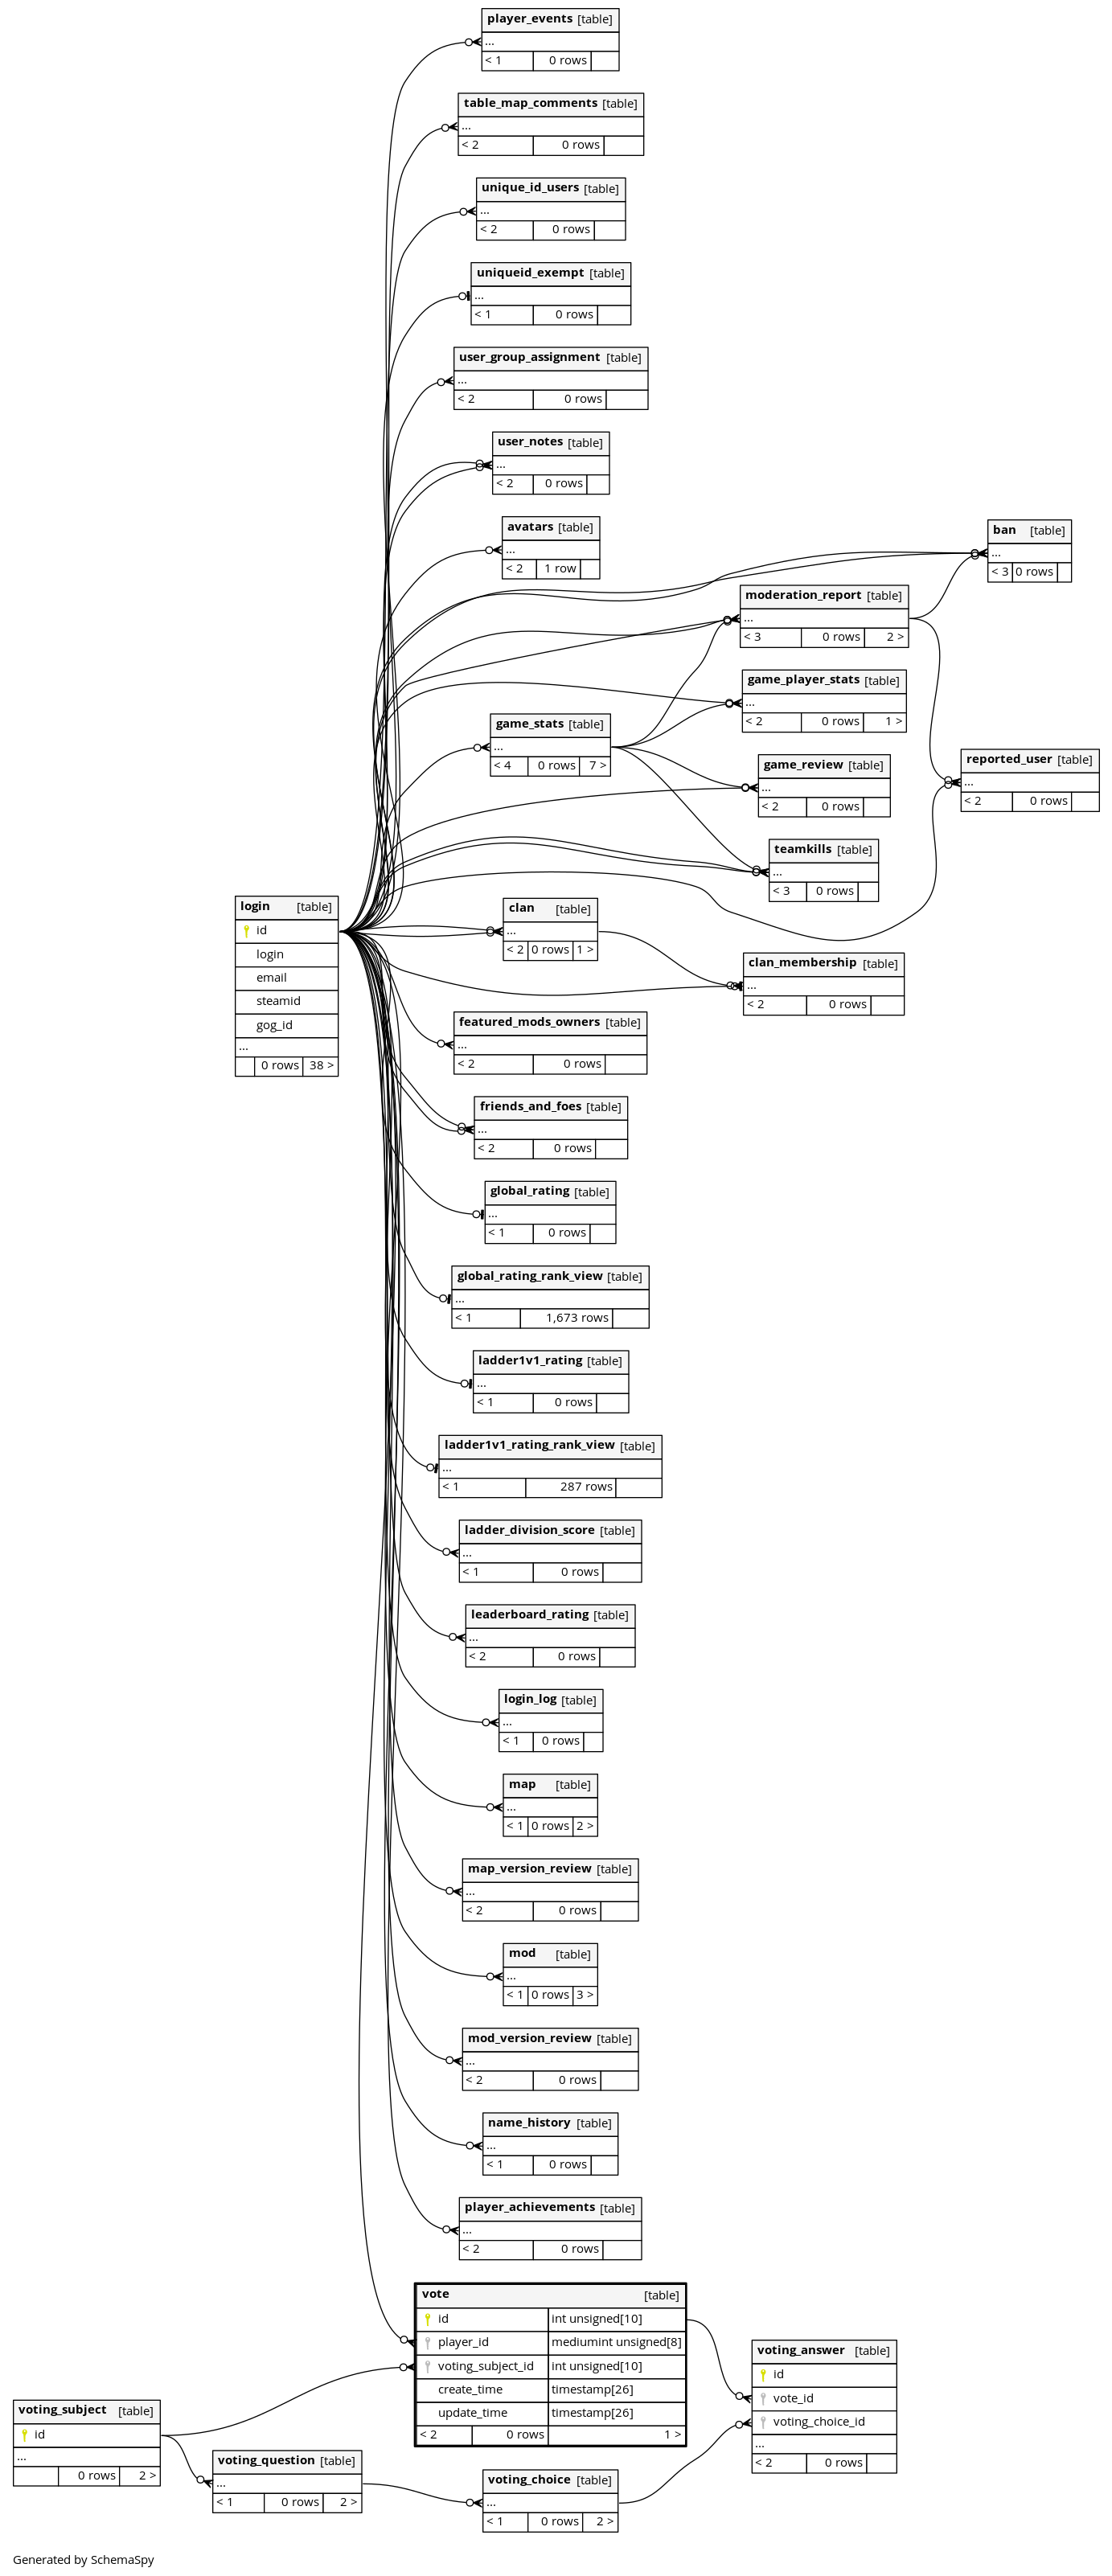 player_events [table]
...
< 1 0 rows
table_map_comments [table]
...
< 2 0 rows
unique_id_users [table]
...
< 2 0 rows
uniqueid_exempt [table]
...
< 1 0 rows
user_group_assignment [table]
...
< 2 0 rows
user_notes [table]
...
< 2 0 rows
avatars [table]
...
< 2 1 row
ban [table]
...
< 3 0 rows
moderation_report [table]
...
< 3 0 rows 2 >
game_player_stats [table]
...
< 2 0 rows 1 >
game_stats [table]
...
< 4 0 rows 7 >
game_review [table]
...
< 2 0 rows
reported_user [table]
...
< 2 0 rows
teamkills [table]
...
< 3 0 rows
login [table]
id
login
email
steamid
gog_id
...
0 rows 38 >
clan [table]
...
< 2 0 rows 1 >
clan_membership [table]
...
< 2 0 rows
featured_mods_owners [table]
...
< 2 0 rows
friends_and_foes [table]
...
< 2 0 rows
global_rating [table]
...
< 1 0 rows
global_rating_rank_view [table]
...
< 1 1,673 rows
ladder1v1_rating [table]
...
< 1 0 rows
ladder1v1_rating_rank_view [table]
...
< 1 287 rows
ladder_division_score [table]
...
< 1 0 rows
leaderboard_rating [table]
...
< 2 0 rows
login_log [table]
...
< 1 0 rows
map [table]
...
< 1 0 rows 2 >
map_version_review [table]
...
< 2 0 rows
mod [table]
...
< 1 0 rows 3 >
mod_version_review [table]
...
< 2 0 rows
name_history [table]
...
< 1 0 rows
player_achievements [table]
...
< 2 0 rows
vote [table]
id int unsigned[10]
player_id mediumint unsigned[8]
voting_subject_id int unsigned[10]
create_time timestamp[26]
update_time timestamp[26]
< 2 0 rows 1 >
voting_answer [table]
id
vote_id
voting_choice_id
...
< 2 0 rows
voting_subject [table]
id
...
0 rows 2 >
voting_question [table]
...
< 1 0 rows 2 >
voting_choice [table]
...
< 1 0 rows 2 >
Generated by SchemaSpy